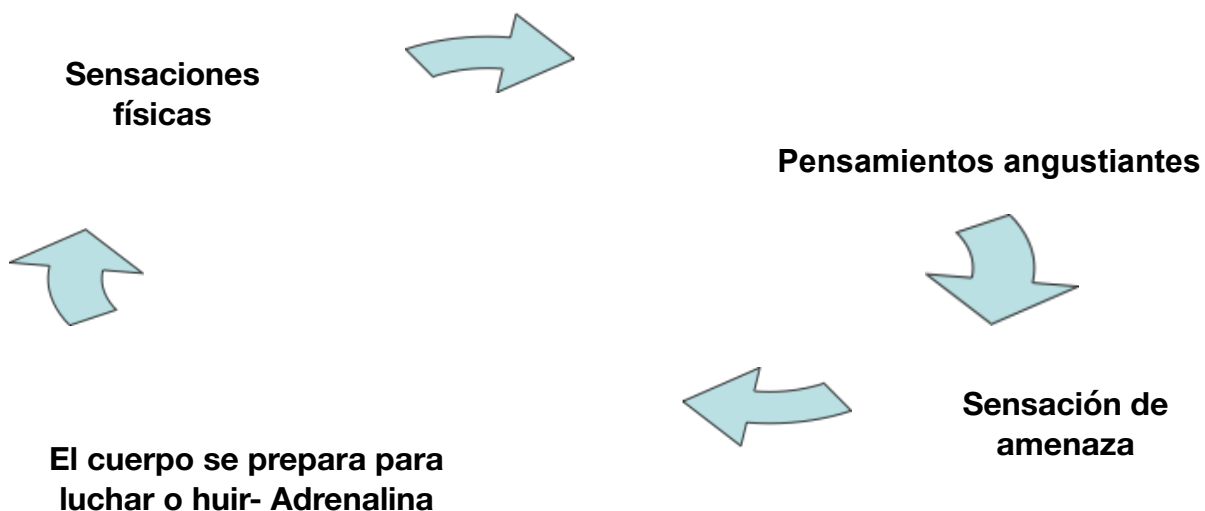 Sensaciones
físicas
Pensamientos angustiantes
Sensación de
amenaza
El cuerpo se prepara para
luchar o huir- Adrenalina